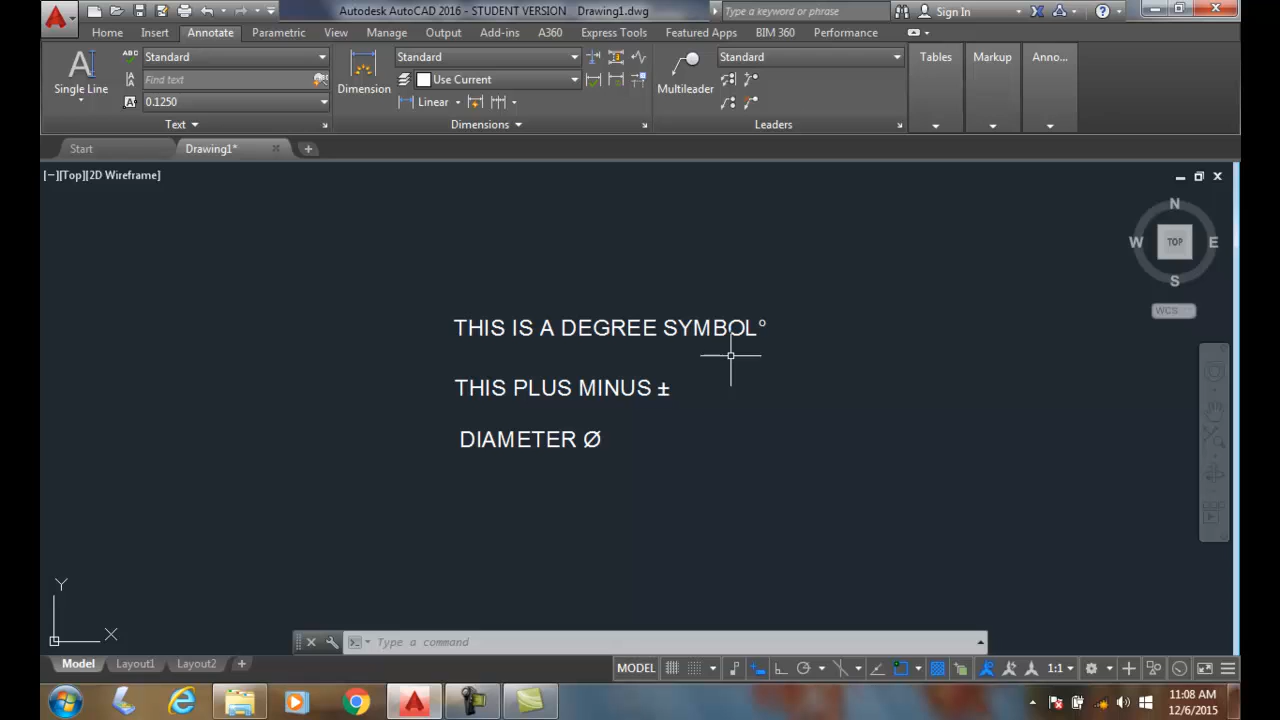 Autodesk AutoCAD 2016 - STUDENT VERSION Drawing1.dwg
Type a keyword or phrase
Sign In
Home Insert Annotate Parametric View Manage Output Add-ins A360 Express Tools Featured Apps BIM 360 Performance
A Single Line
ABC Standard
Find text
0.1250
Text
Dimension
Standard
Use Current
Linear
Dimensions
Multileader
Standard
Leaders
Tables
Markup
Anno...
Start Drawing1*
[−][Top][2D Wireframe]
N
W TOP E
S
WCS
THIS IS A DEGREE SYMBOL°
THIS PLUS MINUS ±
DIAMETER Ø
Y
X
Type a command
Model Layout1 Layout2
MODEL
1:1
11:08 AM
12/6/2015